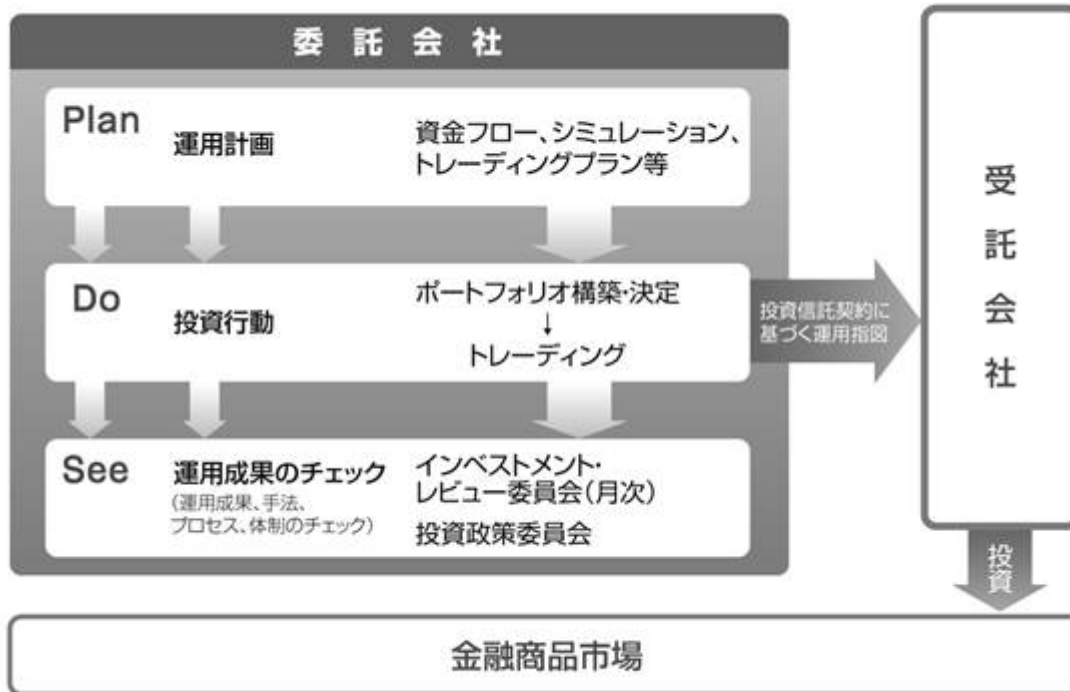 委託会社
Plan
運用計画
資金フロー、シミュレーション、
トレーディングプラン等
Do
投資行動
ポートフォリオ構築・決定
↓
トレーディング
投資信託契約に
基づく運用指図
See
運用成果のチェック
(運用成果、手法、
プロセス、体制のチェック)
インベストメント・
レビュー委員会(月次)
投資政策委員会
受託会社
投資
金融商品市場